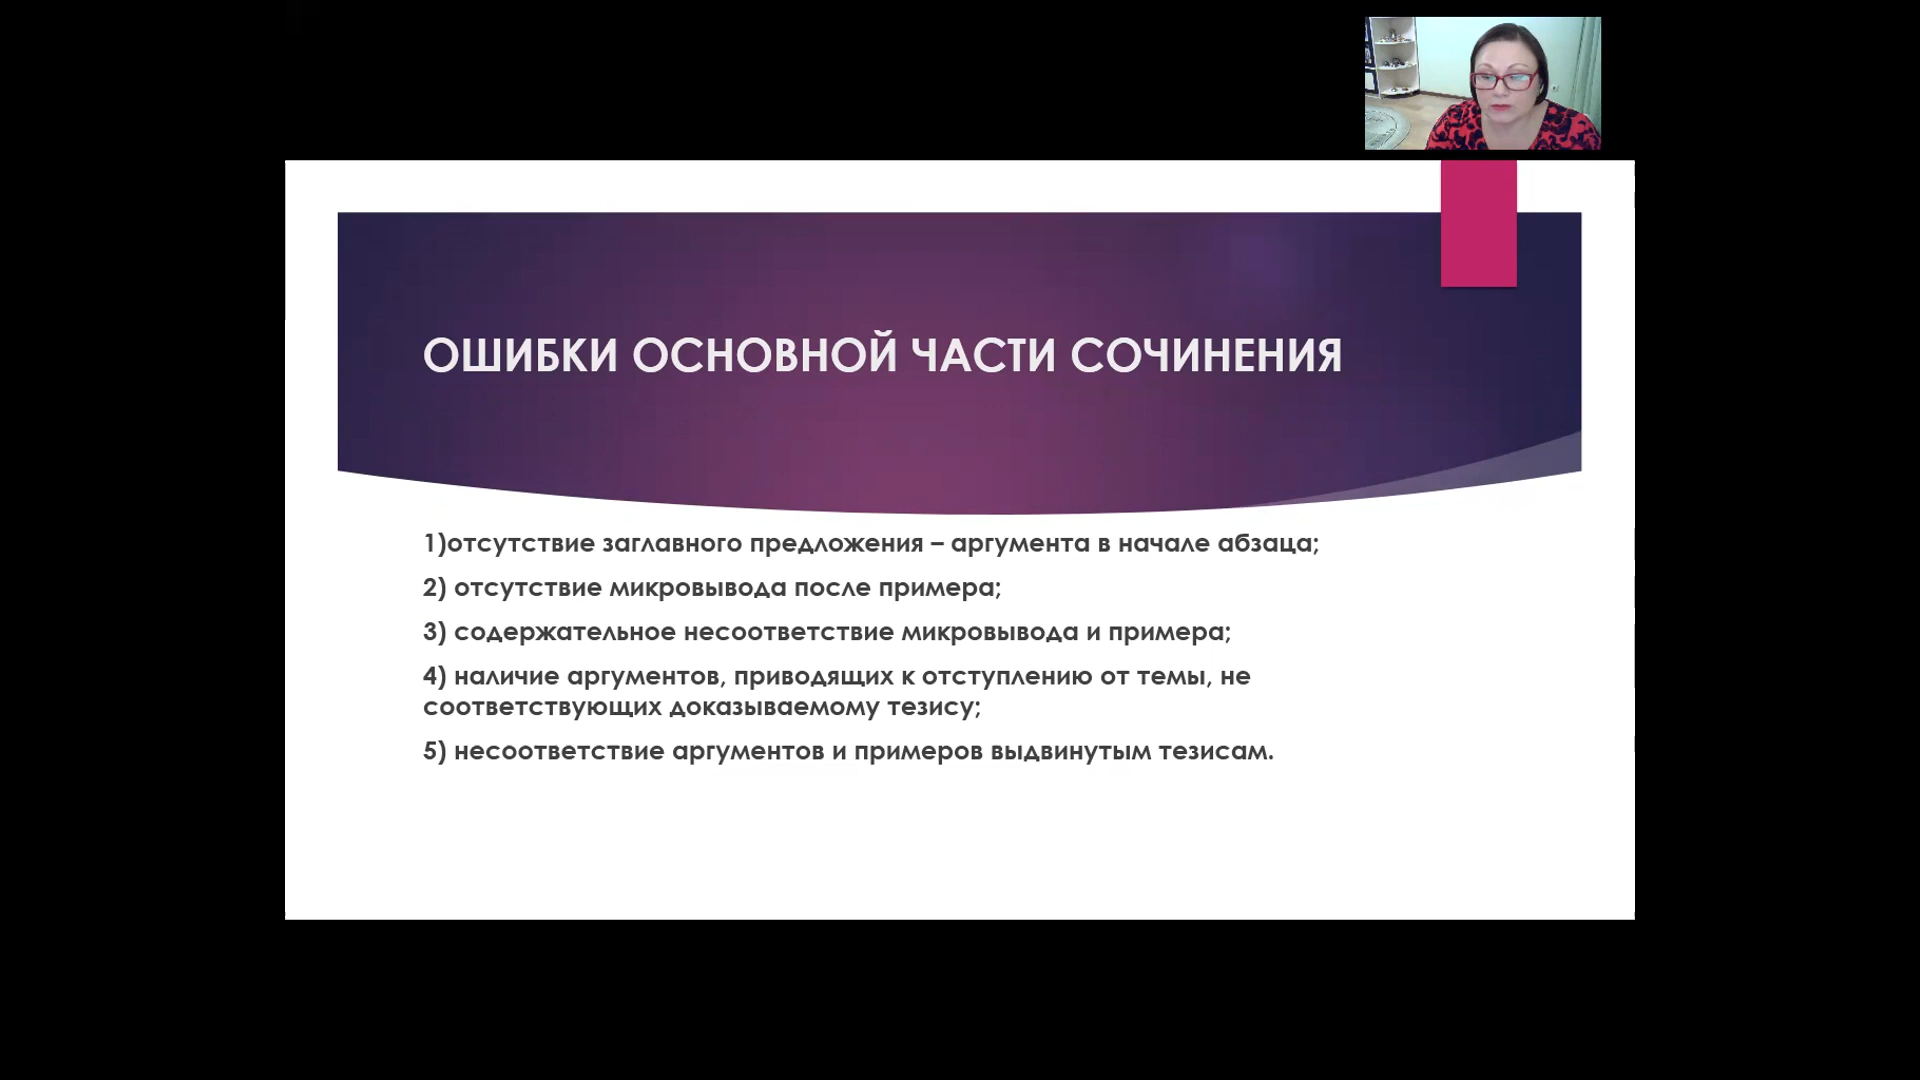 ОШИБКИ ОСНОВНОЙ ЧАСТИ СОЧИНЕНИЯ
1)отсутствие заглавного предложения – аргумента в начале абзаца;
2) отсутствие микровывода после примера;
3) содержательное несоответствие микровывода и примера;
4) наличие аргументов, приводящих к отступлению от темы, не
соответствующих доказываемому тезису;
5) несоответствие аргументов и примеров выдвинутым тезисам.